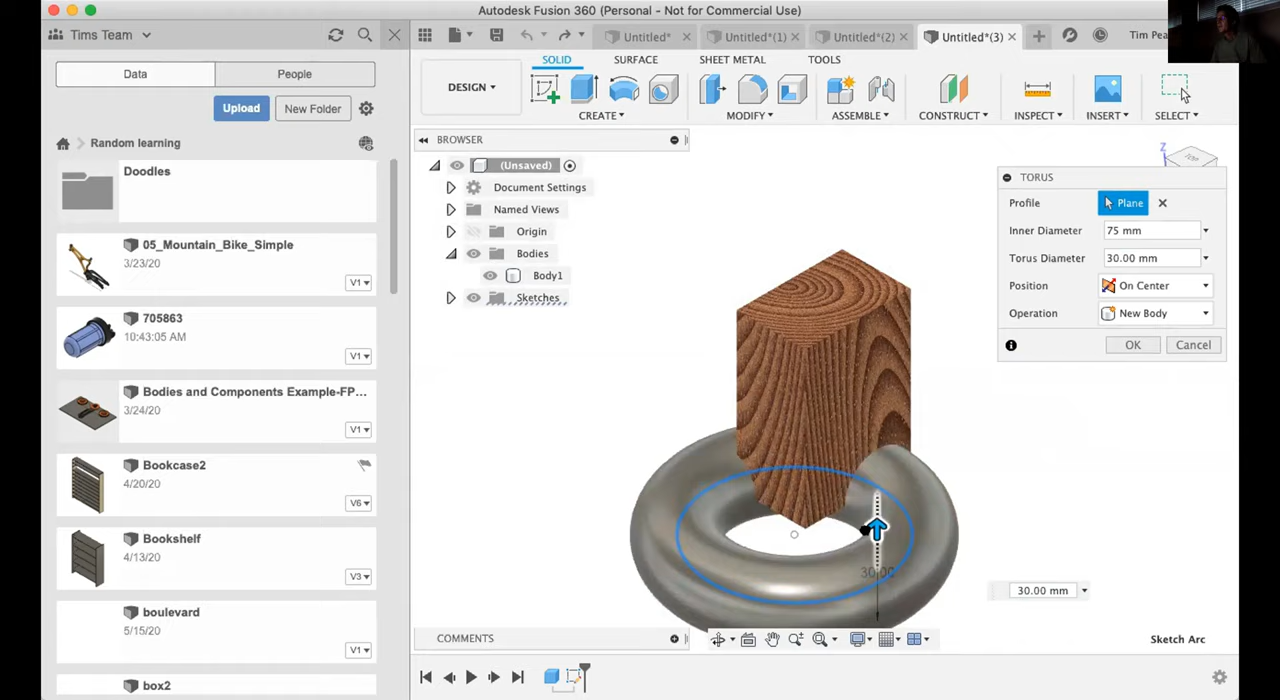 Autodesk Fusion 360 (Personal - Not for Commercial Use)
Tims Team
Untitled*
Untitled*(1)
Untitled*(2)
Untitled*(3)
Tim Pea
Data
People
Upload
New Folder
Random learning
Doodles
05_Mountain_Bike_Simple
3/23/20
V1
705863
10:43:05 AM
V1
Bodies and Components Example-FP...
3/24/20
V1
Bookcase2
4/20/20
V6
Bookshelf
4/13/20
V3
boulevard
5/15/20
V1
box2
DESIGN
SOLID
SURFACE
SHEET METAL
TOOLS
CREATE
MODIFY
ASSEMBLE
CONSTRUCT
INSPECT
INSERT
SELECT
BROWSER
(Unsaved)
Document Settings
Named Views
Origin
Bodies
Body1
Sketches
Z
TOP
TORUS
Profile
Plane
Inner Diameter
75 mm
Torus Diameter
30.00 mm
Position
On Center
Operation
New Body
OK
Cancel
30.00
30.00 mm
COMMENTS
Sketch Arc